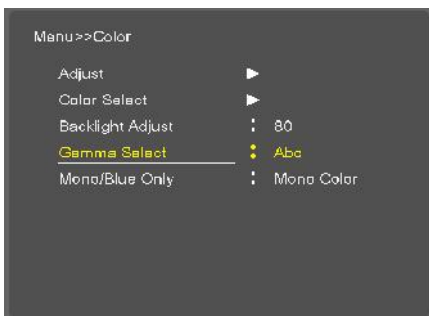 Menu>>Color
Adjust ▶
Color Select ▶
Backlight Adjust : 80
Gamma Select : Abc
Mono/Blue Only : Mono Color